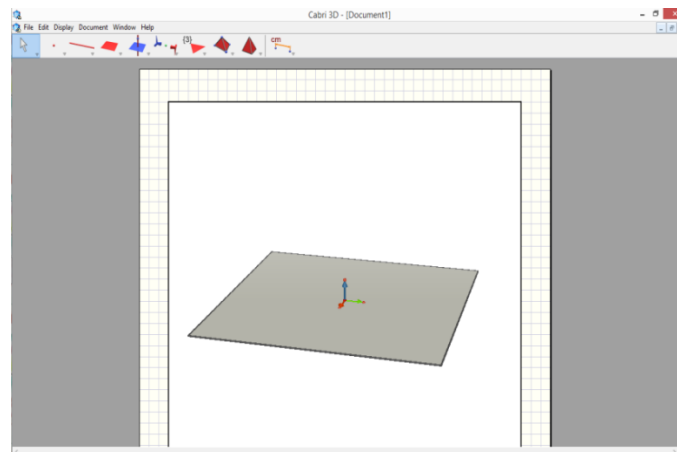 Cabri 3D - [Document1]
File Edit Display Document Window Help
{3}
cm